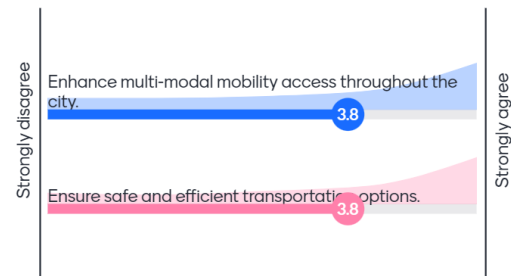 Strongly disagree
Enhance multi-modal mobility access throughout the
city.
3.8
Ensure safe and efficient transportation options.
3.8
Strongly agree